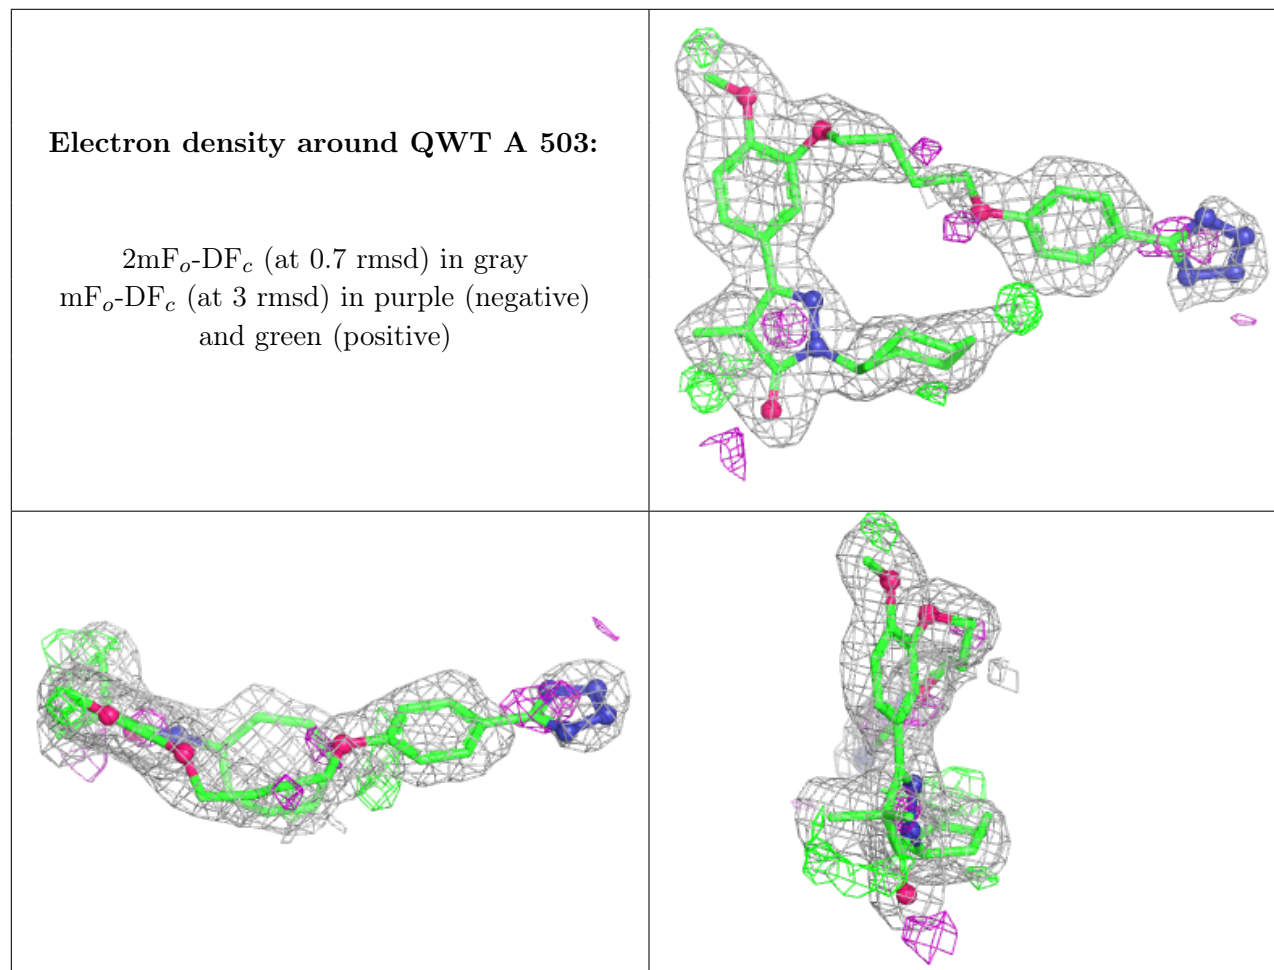 Electron density around QWT A 503:
2mFo-DFc (at 0.7 rmsd) in gray
mFo-DFc (at 3 rmsd) in purple (negative)
and green (positive)